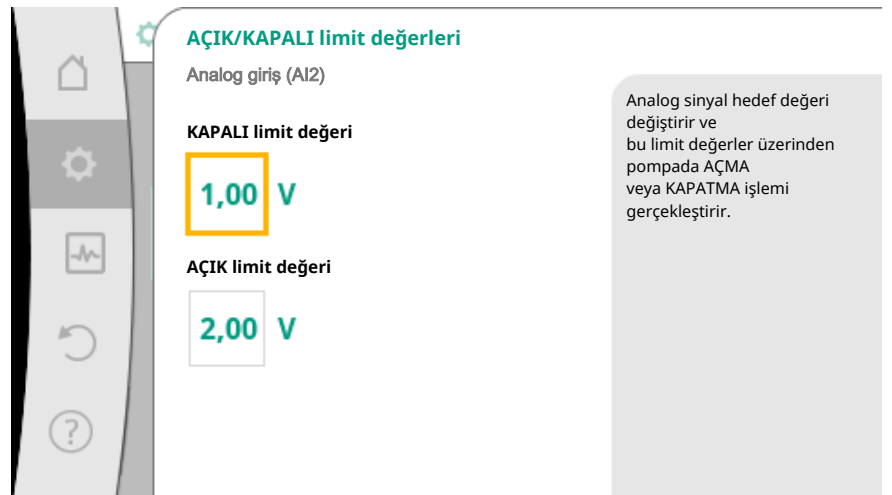 AÇIK/KAPALI limit değerleri
Analog giriş (AI2)
KAPALI limit değeri
1,00 V
AÇIK limit değeri
2,00 V
Analog sinyal hedef değeri
değiştirir ve
bu limit değerler üzerinden
pompada AÇMA
veya KAPATMA işlemi
gerçekleştirir.
?